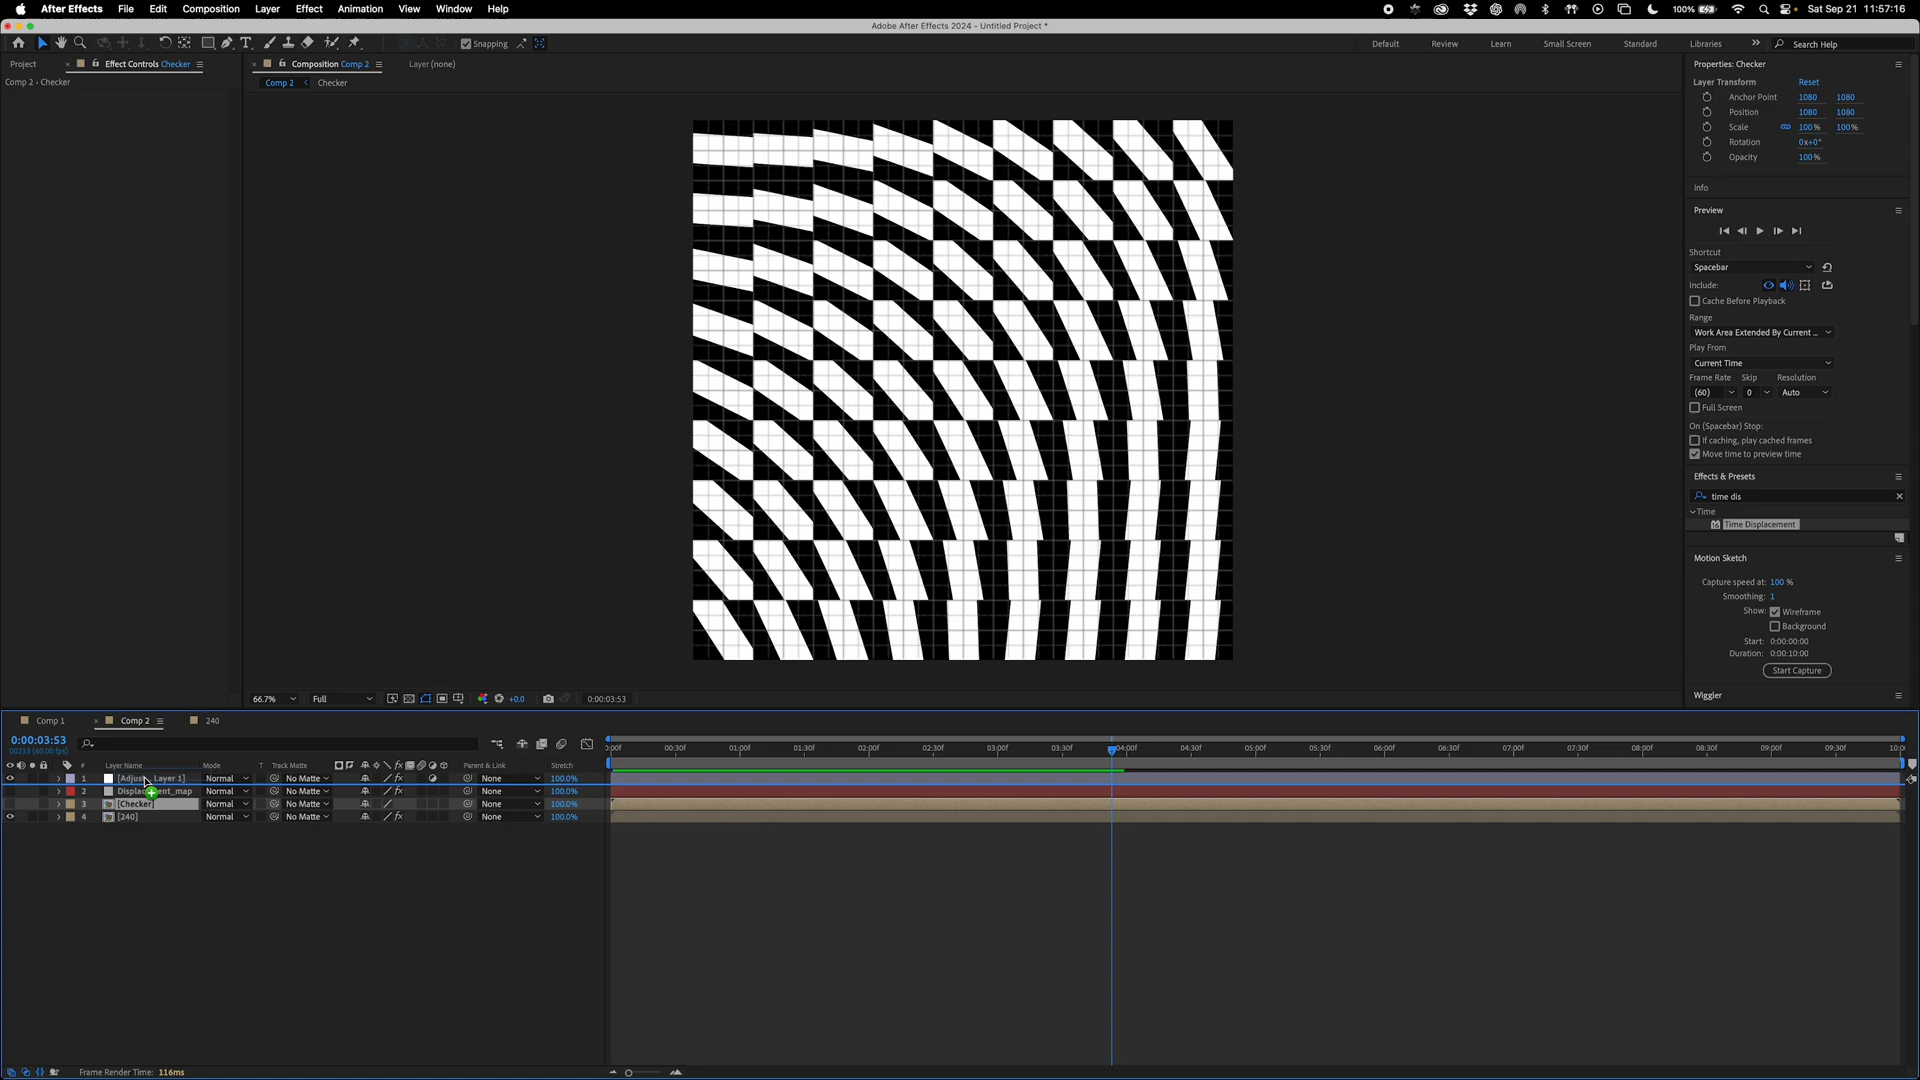 After Effects File Edit Composition Layer Effect Animation View Window Help 100% Sat Sep 21 11:57:16
Adobe After Effects 2024 - Untitled Project *
Snapping Default Review Learn Small Screen Standard Libraries Search Help
Project Effect Controls Checker Composition Comp 2 Layer (none)
Comp 2 Checker
Comp 2 Checker
Properties: Checker
Layer Transform Reset
Anchor Point 1080 1080
Position 1080 1080
Scale 100% 100%
Rotation 0x+0°
Opacity 100%
Info
Preview
Shortcut
Spacebar
Include:
Cache Before Playback
Range
Work Area Extended By Current ...
Play From
Current Time
Frame Rate Skip Resolution
(60) 0 Auto
Full Screen
On (Spacebar) Stop:
If caching, play cached frames
Move time to preview time
Effects & Presets
time dis
Time
Time Displacement
Motion Sketch
Capture speed at: 100 %
Smoothing: 1
Show: Wireframe
Background
Start: 0:00:00:00
Duration: 0:00:10:00
Start Capture
Wiggler
66.7% Full +0.0 0:00:03:53
Comp 1 Comp 2 240
0:00:03:53
00233 (60.00 fps)
:00f 00:30f 01:00f 01:30f 02:00f 02:30f 03:00f 03:30f 04:00f 04:30f 05:00f 05:30f 06:00f 06:30f 07:00f 07:30f 08:00f 08:30f 09:00f 09:30f 10:0
# Layer Name Mode T Track Matte fx Parent & Link Stretch
1 Layer 1] Normal No Matte None 100.0%
2 Normal No Matte fx None 100.0%
3 [Checker] Normal No Matte None 100.0%
4 [240] Normal No Matte fx None 100.0%
Frame Render Time: 116ms